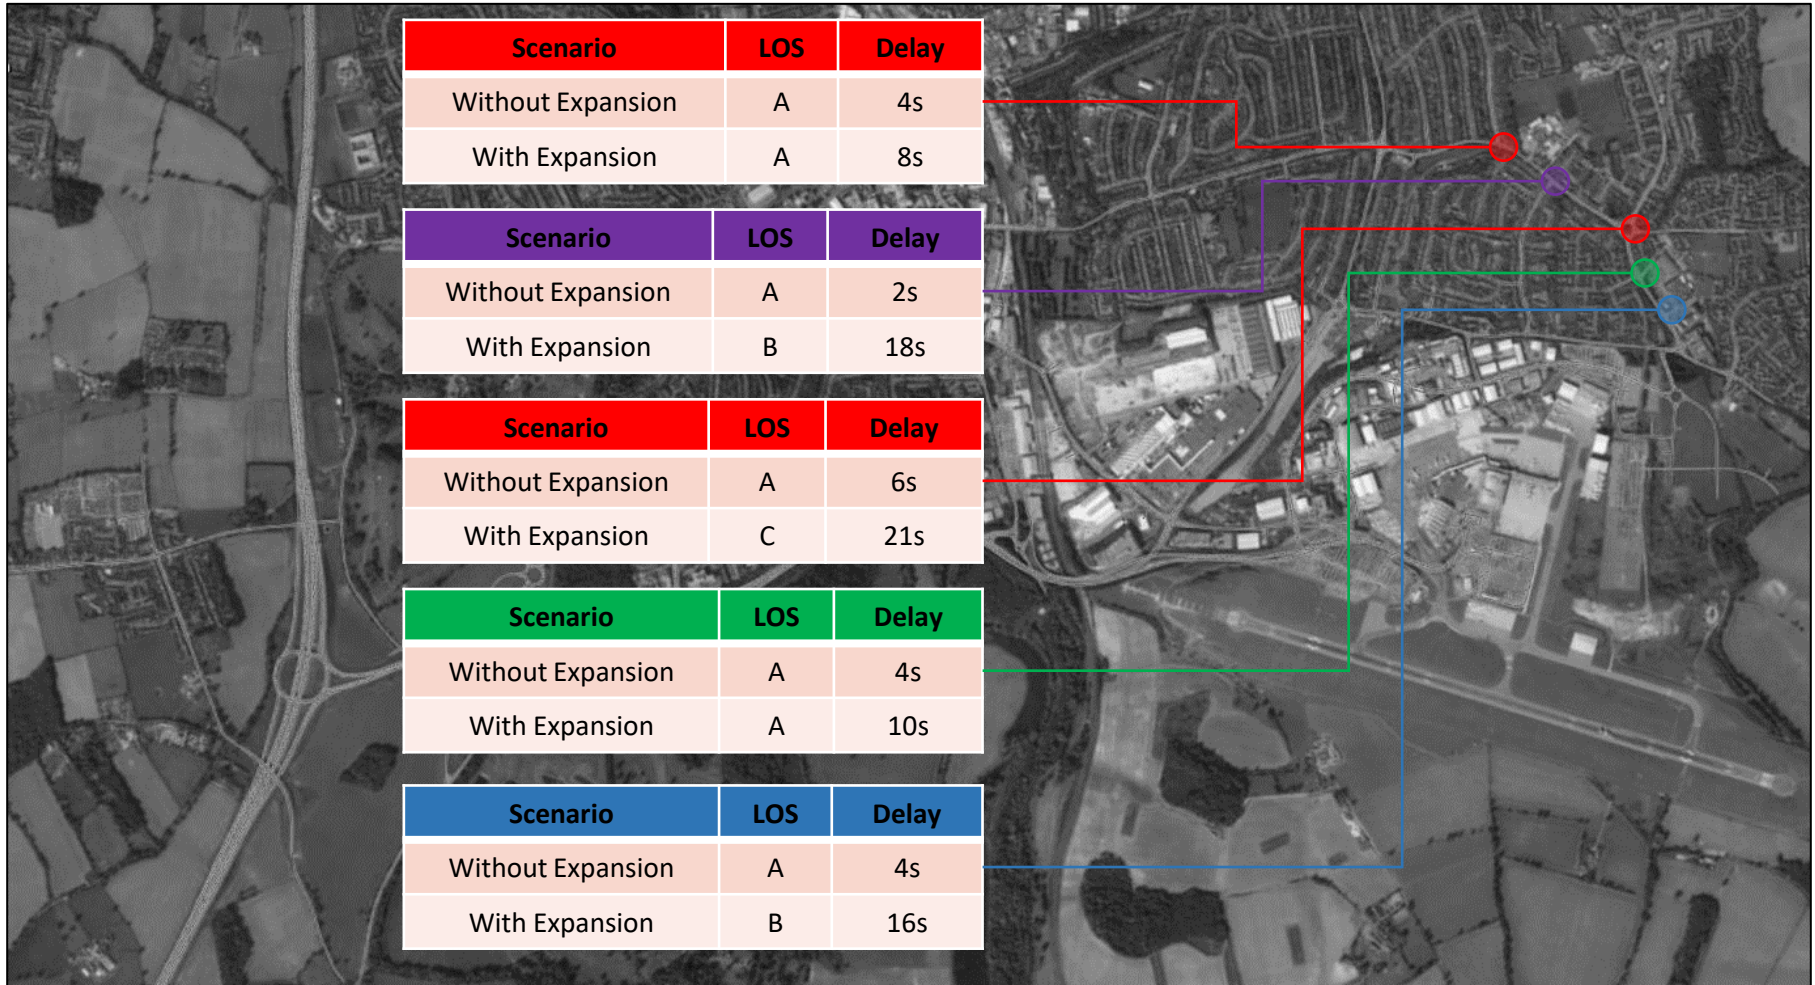 Scenario LOS Delay
Without Expansion A 4s
With Expansion A 8s
Scenario LOS Delay
Without Expansion A 2s
With Expansion B 18s
Scenario LOS Delay
Without Expansion A 6s
With Expansion C 21s
Scenario LOS Delay
Without Expansion A 4s
With Expansion A 10s
Scenario LOS Delay
Without Expansion A 4s
With Expansion B 16s